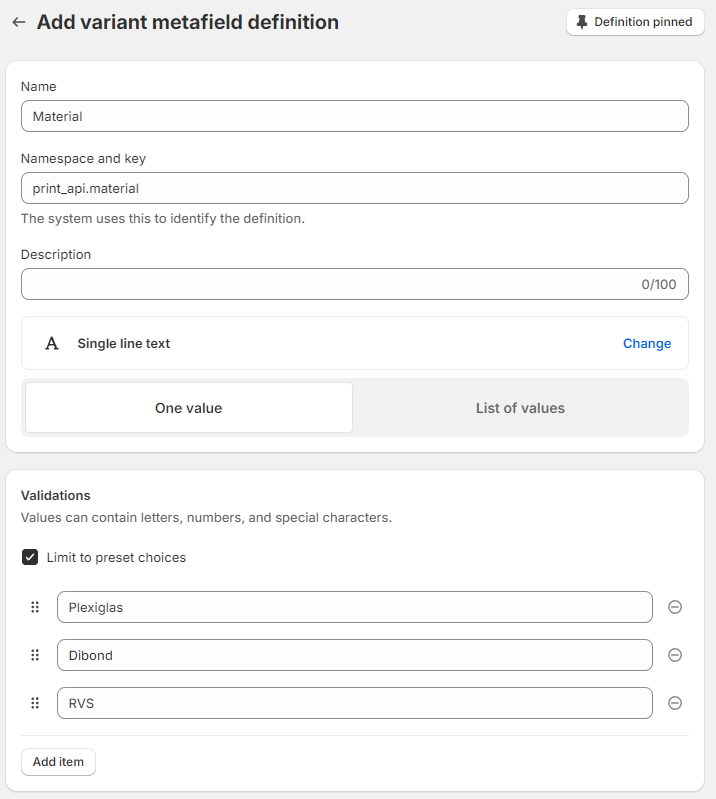 Add variant metafield definition
Definition pinned
Name
Material
Namespace and key
print_api.material
The system uses this to identify the definition.
Description
0/100
Single line text
Change
One value
List of values
Validations
Values can contain letters, numbers, and special characters.
Limit to preset choices
Plexiglas
Dibond
RVS
Add item